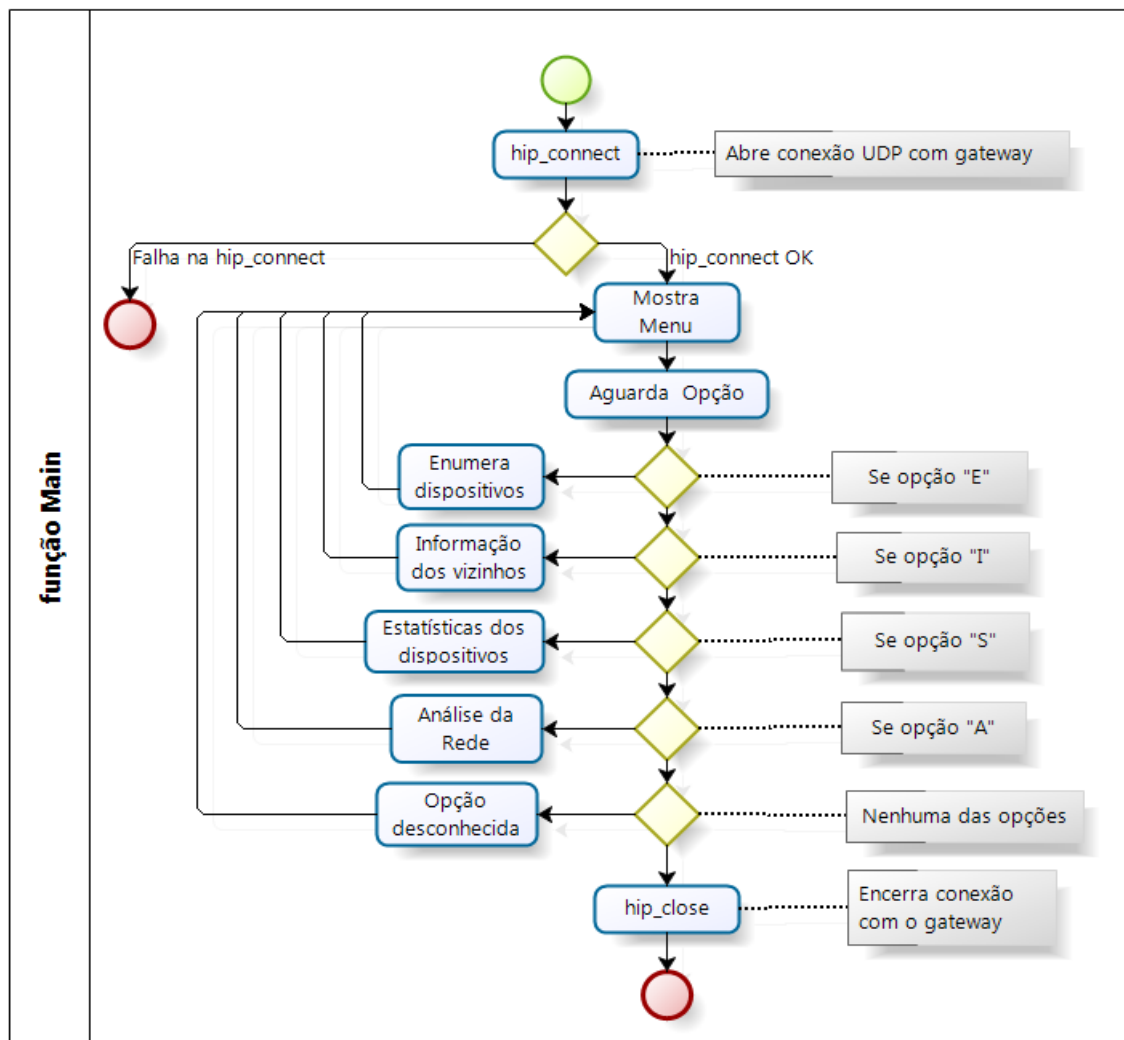 função Main
hip_connect
Abre conexão UDP com gateway
Falha na hip_connect
hip_connect OK
Mostra
Menu
Aguarda Opção
Enumera
dispositivos
Se opção "E"
Informação
dos vizinhos
Se opção "I"
Estatísticas dos
dispositivos
Se opção "S"
Análise da
Rede
Se opção "A"
Opção
desconhecida
Nenhuma das opções
hip_close
Encerra conexão
com o gateway